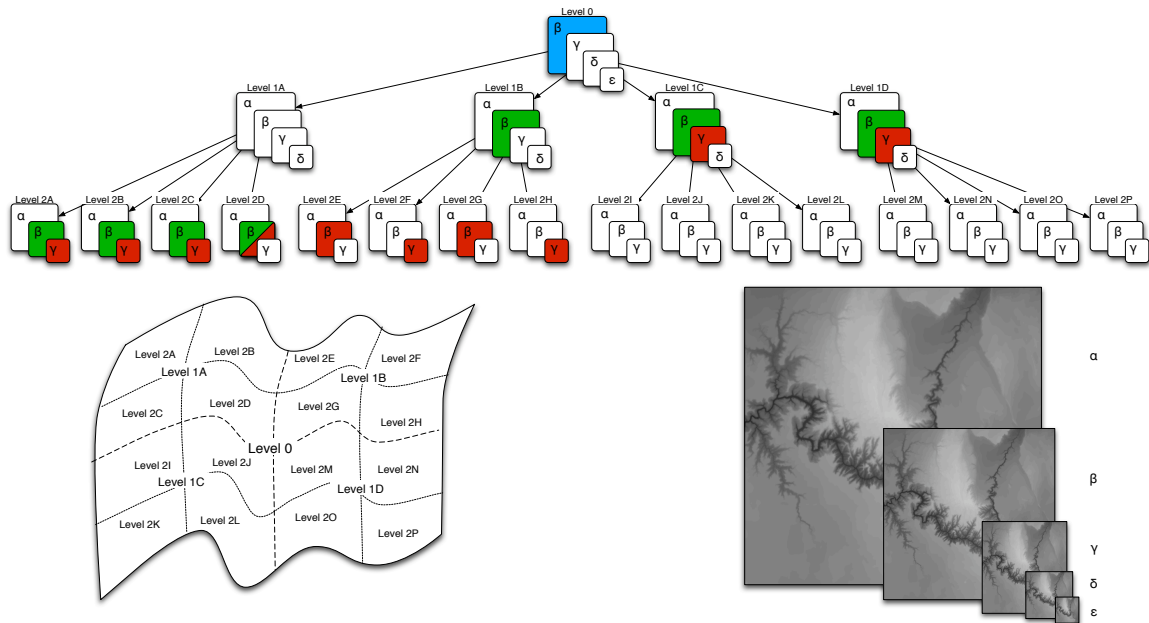 Level 0
β
γ
δ
ε
Level 1A
α
β
γ
δ
Level 1B
α
β
γ
δ
Level 1C
α
β
γ
δ
Level 1D
α
β
γ
δ
Level 2A
α
β
γ
Level 2B
α
β
γ
Level 2C
α
β
γ
Level 2D
α
β
γ
Level 2E
α
β
γ
Level 2F
α
β
γ
Level 2G
α
β
γ
Level 2H
α
β
γ
Level 2I
α
β
γ
Level 2J
α
β
γ
Level 2K
α
β
γ
Level 2L
α
β
γ
Level 2M
α
β
γ
Level 2N
α
β
γ
Level 2O
α
β
γ
Level 2P
α
β
γ
Level 2A
Level 2B
Level 2E
Level 2F
Level 1A
Level 1B
Level 2C
Level 2D
Level 2G
Level 2H
Level 0
Level 2I
Level 2J
Level 2M
Level 2N
Level 1C
Level 1D
Level 2K
Level 2L
Level 2O
Level 2P
α
β
γ
δ
ε